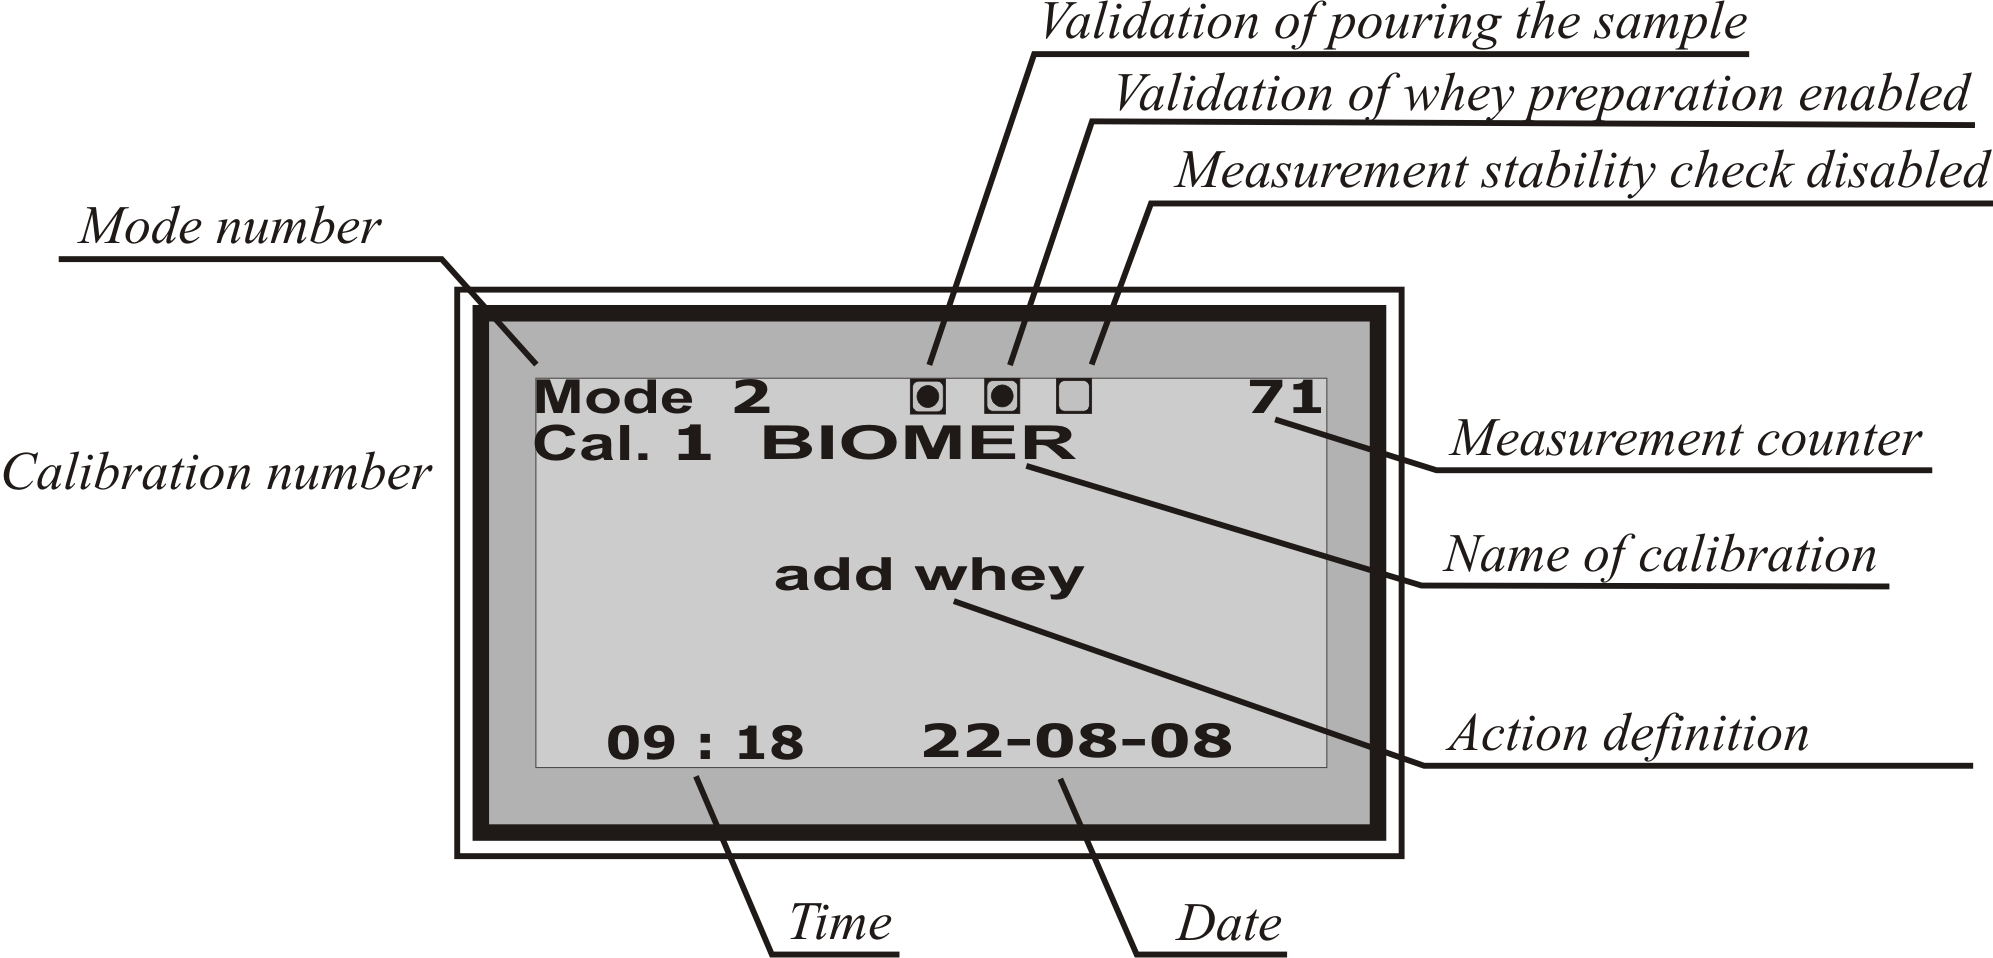 Validation of pouring the sample
Validation of whey preparation enabled
Measurement stability check disabled
Mode number
Mode 2 71
Cal. 1 BIOMER
Measurement counter
Calibration number
Name of calibration
add whey
Action definition
09 : 18 22-08-08
Time
Date